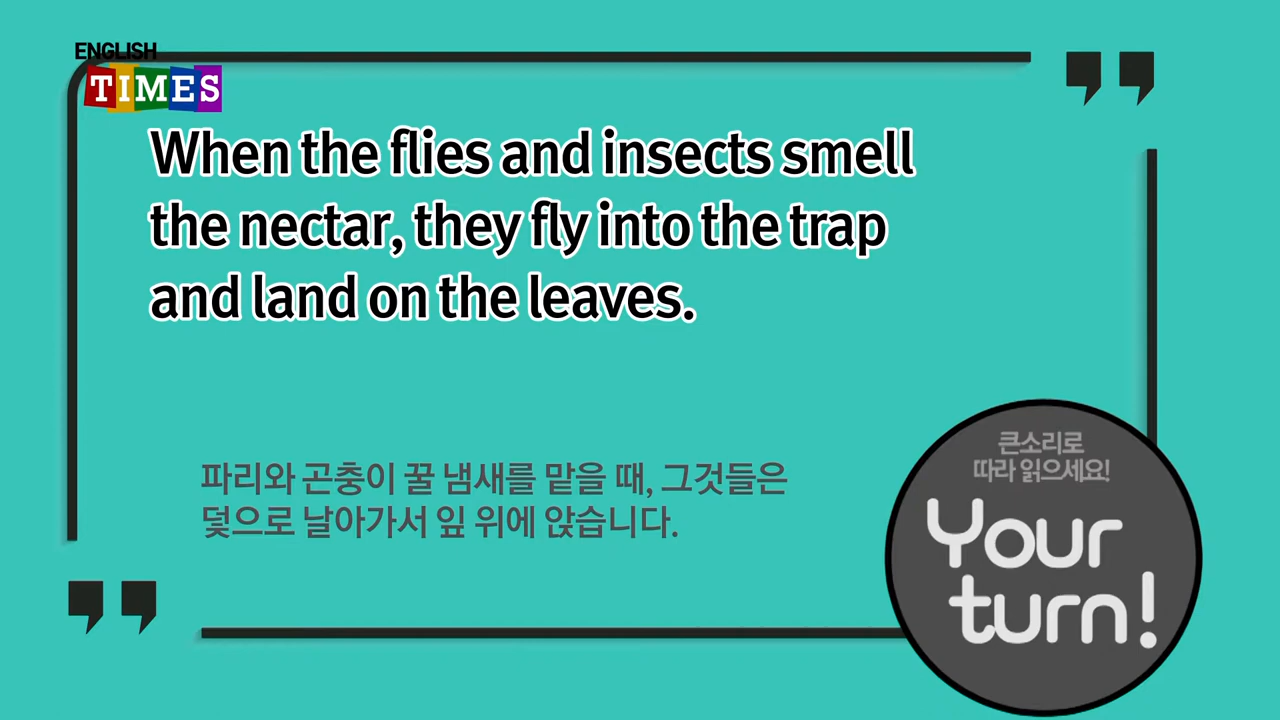 ENGLISH
TIMES
When the flies and insects smell
the nectar, they fly into the trap
and land on the leaves.
파리와 곤충이 꿀 냄새를 맡을 때, 그것들은
덫으로 날아가서 잎 위에 앉습니다.
큰소리로
따라 읽으세요!
Your
turn!